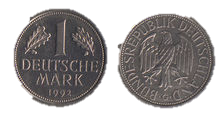 1
DEUTSCHE
MARK
1992
BUNDESREPUBLIK DEUTSCHLAND
G